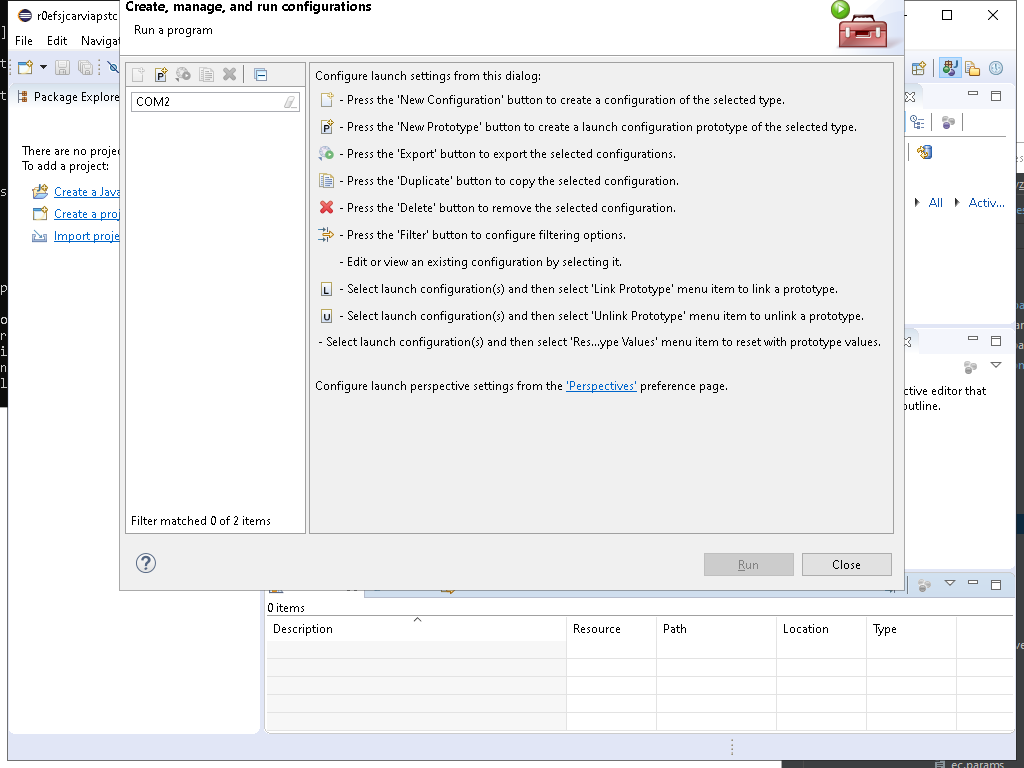 Create, manage, and run configurations
Run a program
r0efsjcarviapstc
File Edit Navigat
Package Explore
There are no projec
To add a project:
Create a Java
Create a proj
Import proje
COM2
Filter matched 0 of 2 items
Configure launch settings from this dialog:
- Press the 'New Configuration' button to create a configuration of the selected type.
- Press the 'New Prototype' button to create a launch configuration prototype of the selected type.
- Press the 'Export' button to export the selected configurations.
- Press the 'Duplicate' button to copy the selected configuration.
- Press the 'Delete' button to remove the selected configuration.
- Press the 'Filter' button to configure filtering options.
- Edit or view an existing configuration by selecting it.
L - Select launch configuration(s) and then select 'Link Prototype' menu item to link a prototype.
U - Select launch configuration(s) and then select 'Unlink Prototype' menu item to unlink a prototype.
- Select launch configuration(s) and then select 'Res...ype Values' menu item to reset with prototype values.
Configure launch perspective settings from the 'Perspectives' preference page.
Run
Close
All Activ...
ctive editor that
outline.
0 items
Description Resource Path Location Type
ec.params